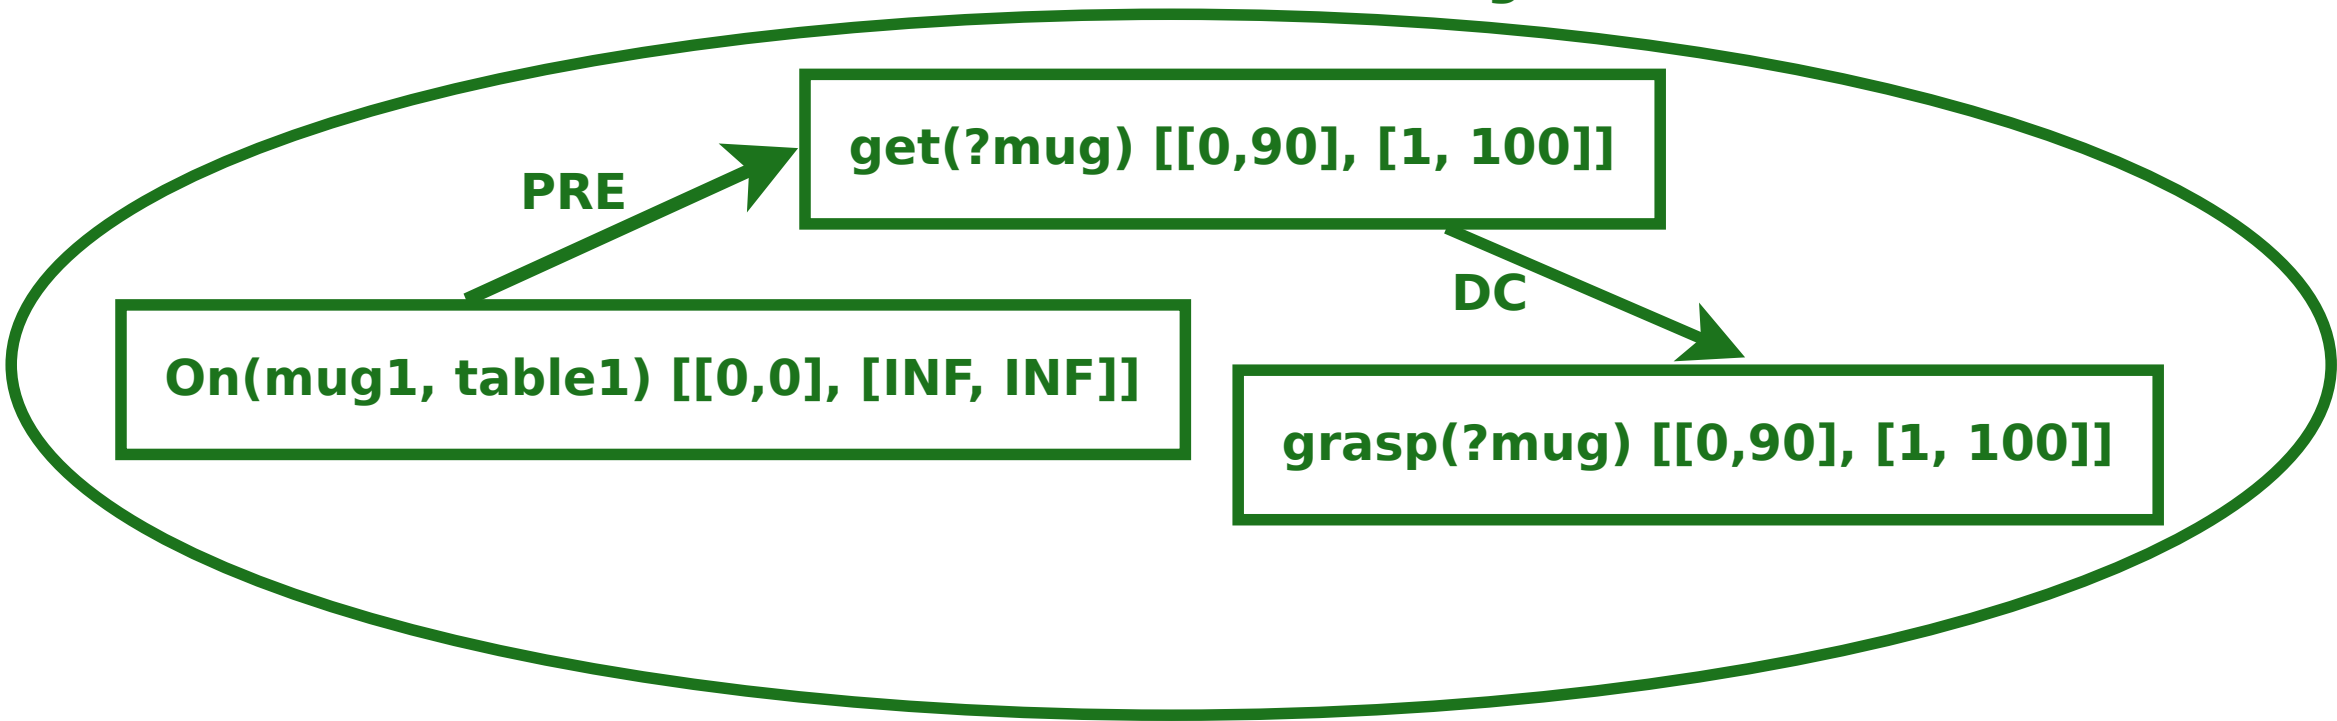 get(?mug) [[0,90], [1, 100]]
PRE
DC
On(mug1, table1) [[0,0], [INF, INF]]
grasp(?mug) [[0,90], [1, 100]]